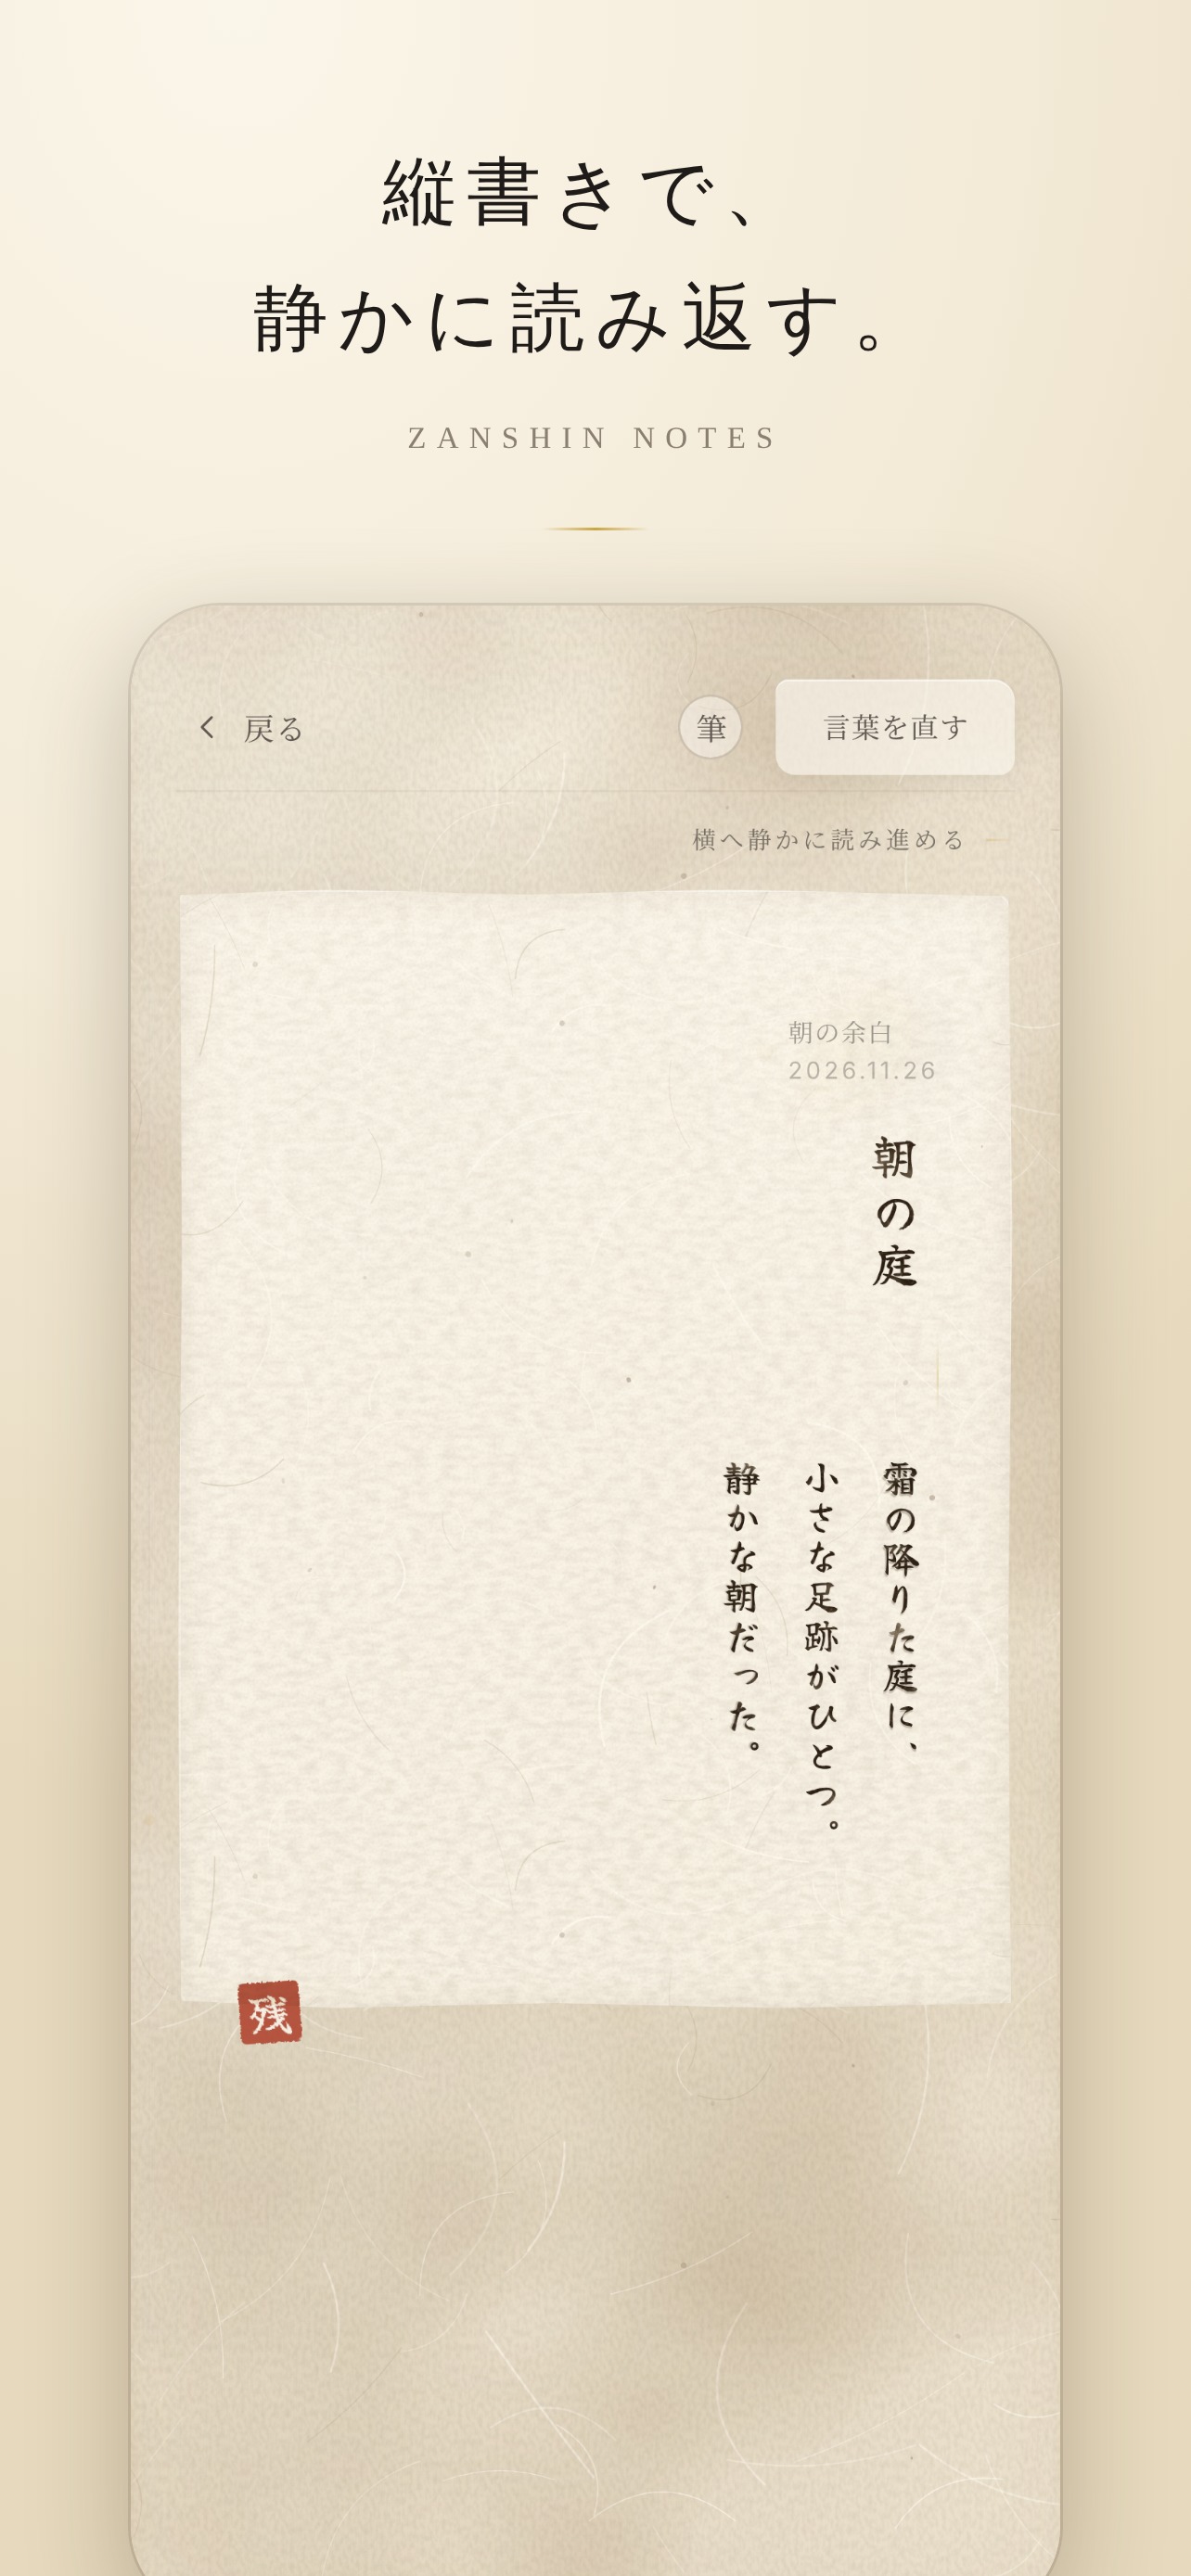 縦書きで、
静かに読み返す。
ZANSHIN NOTES
戻る
筆
言葉を直す
横へ静かに読み進める
朝の余白
2026.11.26
朝の庭
霜の降りた庭に、
小さな足跡がひとつ。
静かな朝だった。
残